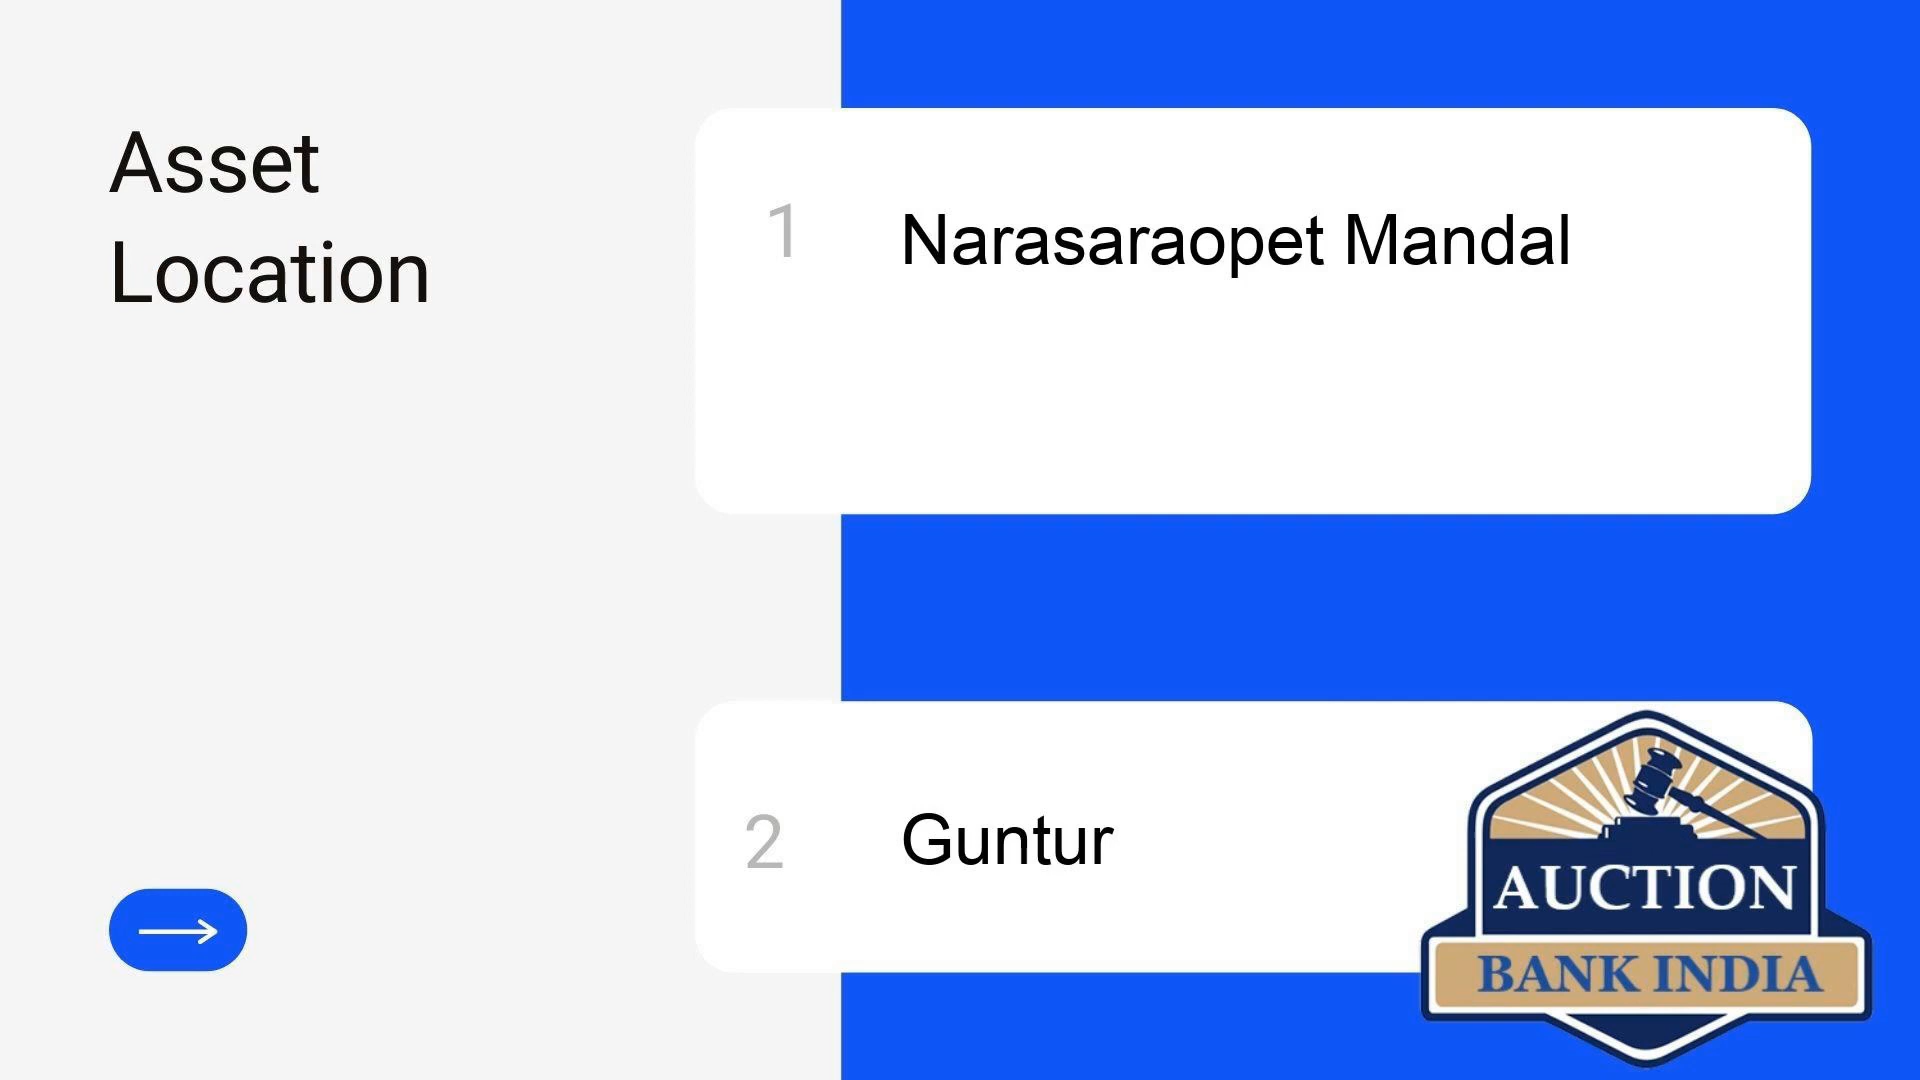 Asset
Location
1
Narasaraopet Mandal
2
Guntur
AUCTION
BANK INDIA